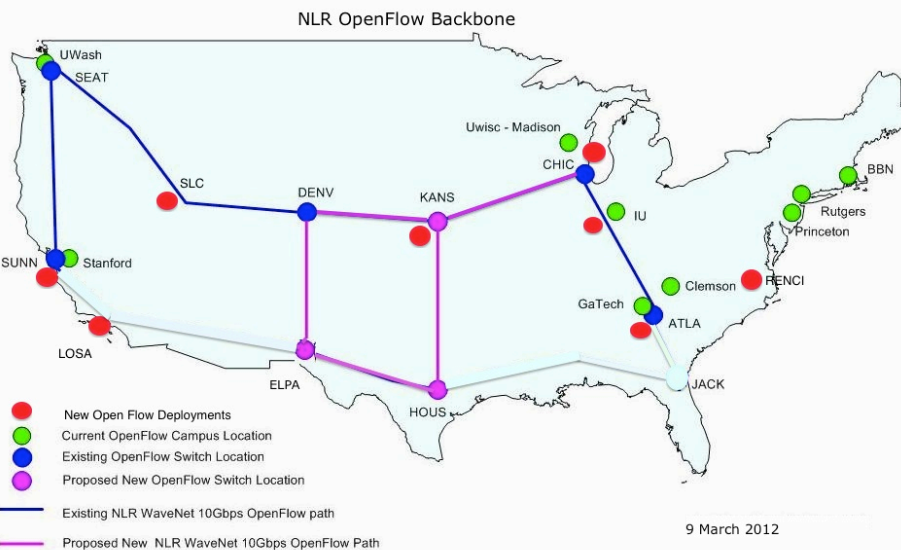 NLR OpenFlow Backbone
UWash
SEAT
Uwisc - Madison
CHIC
BBN
SLC
DENV
KANS
IU
Rutgers
Princeton
SUNN
Stanford
Clemson
RENCI
GaTech
ATLA
LOSA
ELPA
JACK
HOUS
New Open Flow Deployments
Current OpenFlow Campus Location
Existing OpenFlow Switch Location
Proposed New OpenFlow Switch Location
Existing NLR WaveNet 10Gbps OpenFlow path
Proposed New NLR WaveNet 10Gbps OpenFlow Path
9 March 2012